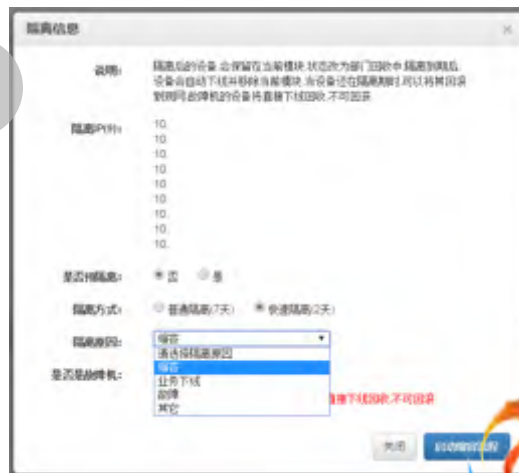 隔离信息
说明:
隔离后的设备,会保留在当前模块,状态改为部门回收中,隔离到期后,
设备会自动下线并移除当前模块,当设备还在隔离期时,可以将其回滚
到期同故障机的设备将直接下线回收,不可回滚
隔离IP(9):
10.
10.
10.
10.
10.
10.
10.
10.
10.
是否预隔离:
否
是
隔离方式:
普通隔离(7天)
快速隔离(2天)
隔离原因:
缩容
请选择隔离原因
缩容
业务下线
故障
其它
是否是故障机:
直接下线回收,不可回滚
关闭
启动缩容流程